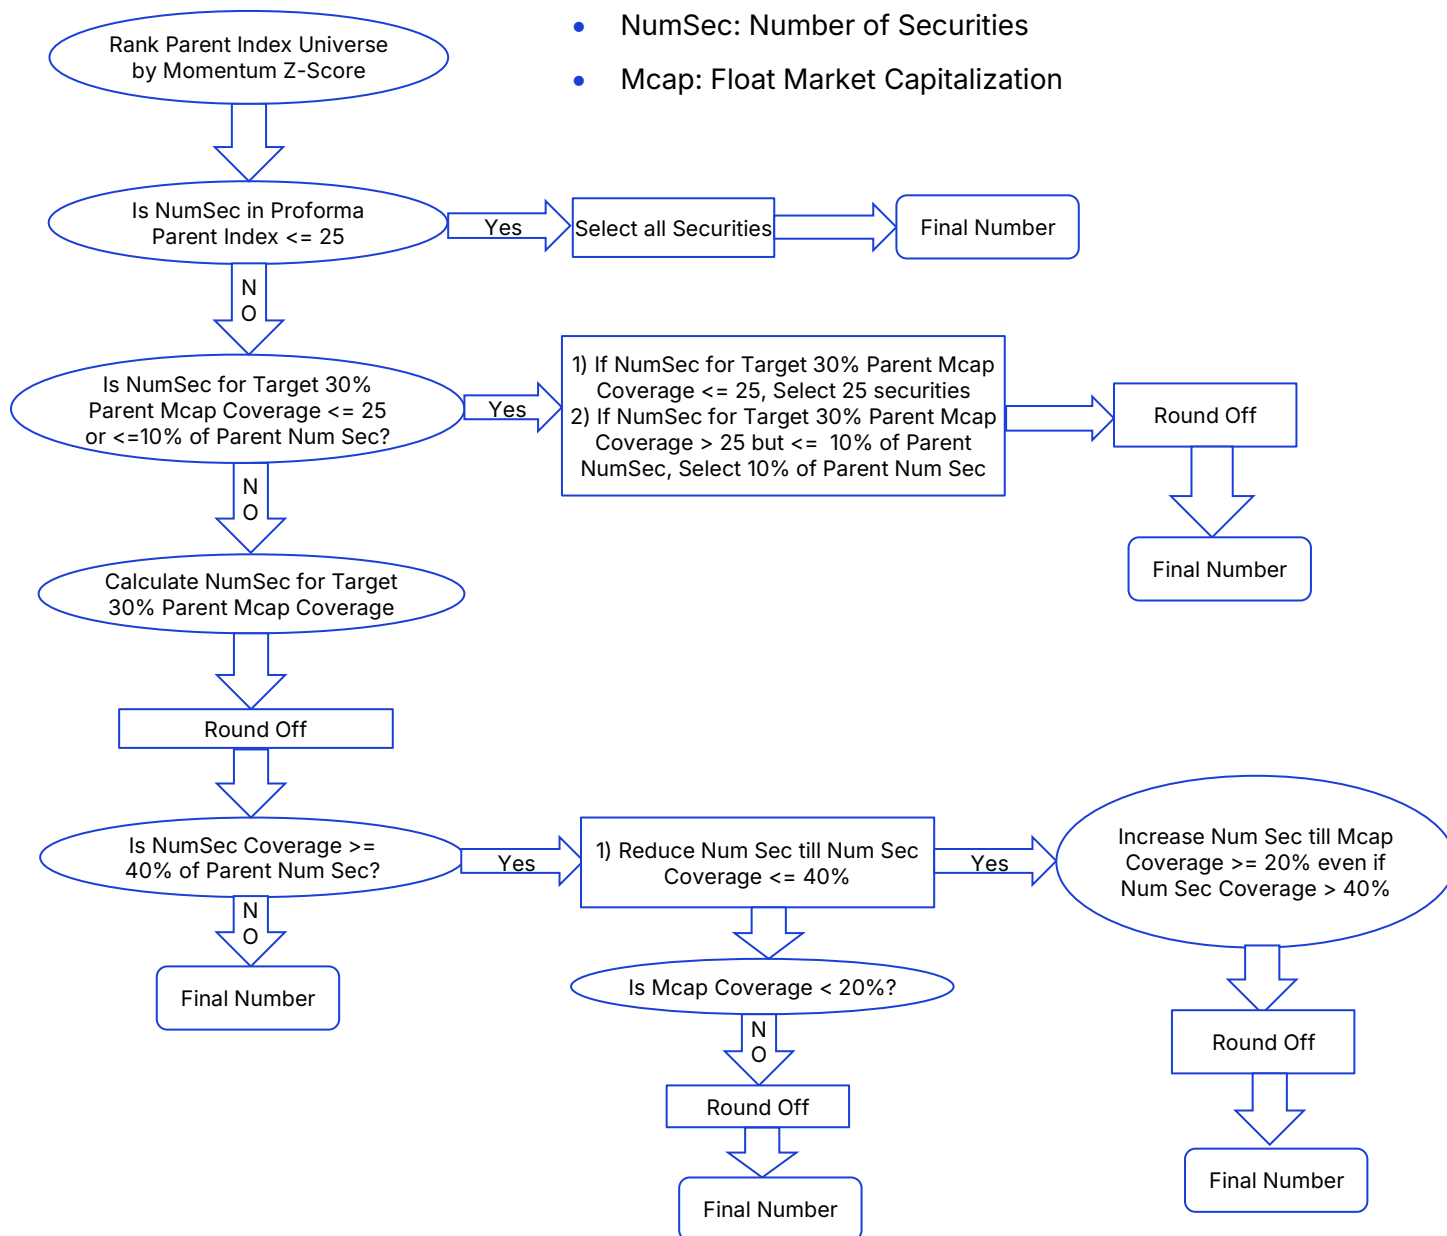 • NumSec: Number of Securities
• Mcap: Float Market Capitalization
Rank Parent Index Universe
by Momentum Z-Score
Is NumSec in Proforma
Parent Index <= 25
Yes
Select all Securities
Final Number
N
O
Is NumSec for Target 30%
Parent Mcap Coverage <= 25
or <=10% of Parent Num Sec?
Yes
1) If NumSec for Target 30% Parent Mcap
Coverage <= 25, Select 25 securities
2) If NumSec for Target 30% Parent Mcap
Coverage > 25 but <= 10% of Parent
NumSec, Select 10% of Parent Num Sec
Round Off
Final Number
N
O
Calculate NumSec for Target
30% Parent Mcap Coverage
Round Off
Is NumSec Coverage >=
40% of Parent Num Sec?
Yes
1) Reduce Num Sec till Num Sec
Coverage <= 40%
Yes
Increase Num Sec till Mcap
Coverage >= 20% even if
Num Sec Coverage > 40%
N
O
Final Number
Is Mcap Coverage < 20%?
N
O
Round Off
Final Number
Round Off
Final Number